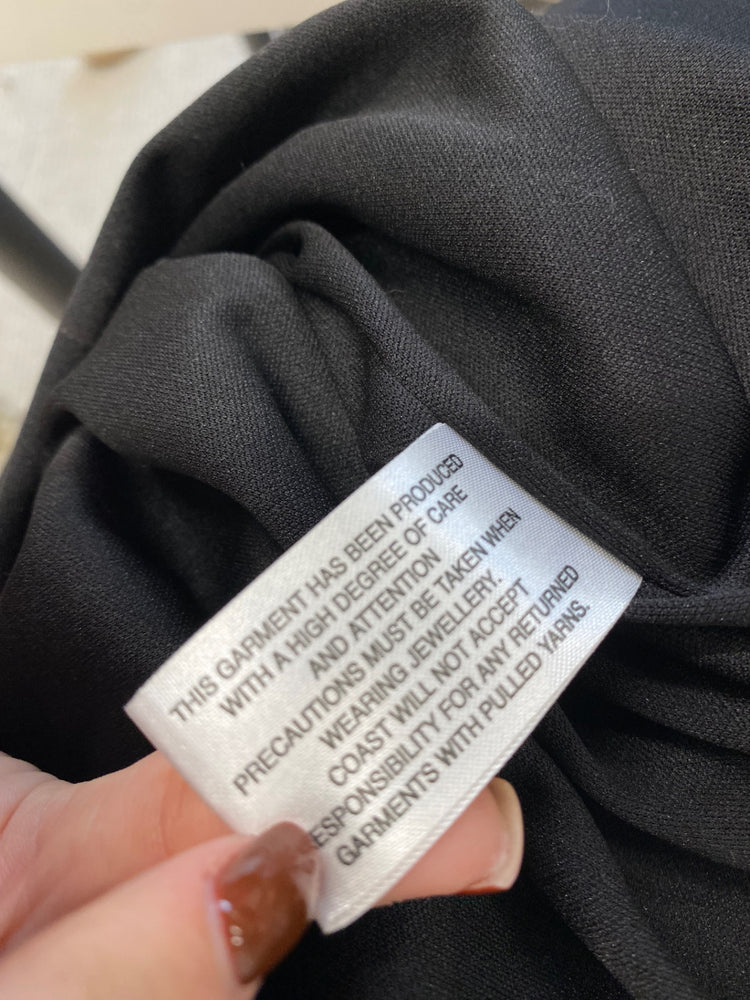 THIS GARMENT HAS BEEN PRODUCED
WITH A HIGH DEGREE OF CARE
AND ATTENTION
PRECAUTIONS MUST BE TAKEN WHEN
WEARING JEWELLERY.
COAST WILL NOT ACCEPT
RESPONSIBILITY FOR ANY RETURNED
GARMENTS WITH PULLED YARNS.